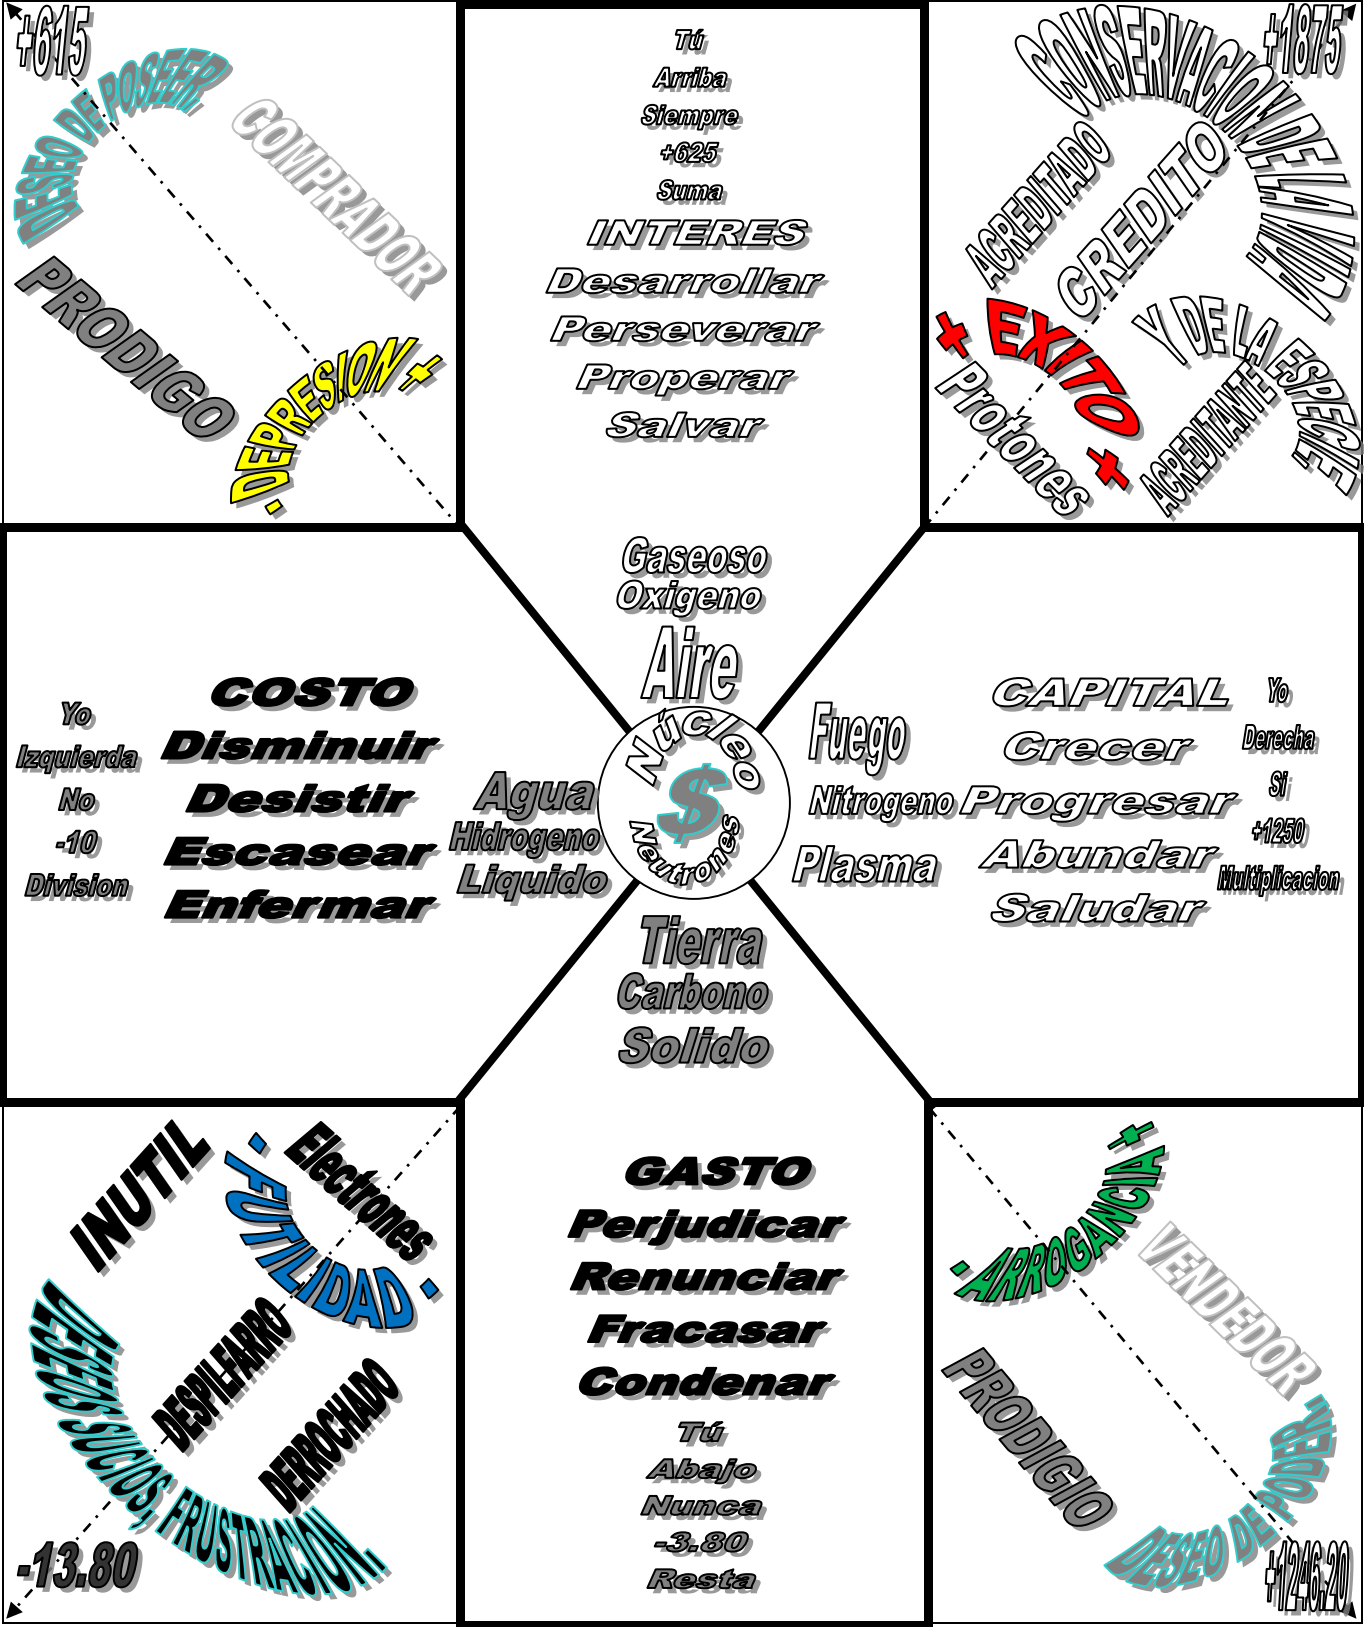 +615
DESEO DE POSEER,
COMPRADOR
PRODIGO
- DEPRESION +
Tú
Arriba
Siempre
+625
Suma
INTERES
Desarrollar
Perseverar
Properar
Salvar
+1875
CONSERVACION DE LA VIDA
ACREDITADO
CREDITO
+ EXITO +
Protones
Y DE LA ESPECIE
ACREDITANTE
Gaseoso
Oxigeno
Aire
Yo
Izquierda
No
-10
Division
COSTO
Disminuir
Desistir
Escasear
Enfermar
Agua
Hidrogeno
Liquido
Núcleo
$
Neutrones
Fuego
Nitrogeno
Plasma
CAPITAL
Crecer
Progresar
Abundar
Saludar
Yo
Derecha
Si
+1250
Multiplicacion
Tierra
Carbono
Solido
INUTIL
- FUTILIDAD -
Electrones
DESPILFARRO
DERROCHADO
DESEOS SUCIOS, FRUSTRACION.
-13.80
GASTO
Perjudicar
Renunciar
Fracasar
Condenar
Tú
Abajo
Nunca
-3.80
Resta
- ARROGANCIA +
VENDEDOR
PRODIGIO
DESEO DE PODER,
+1246.20